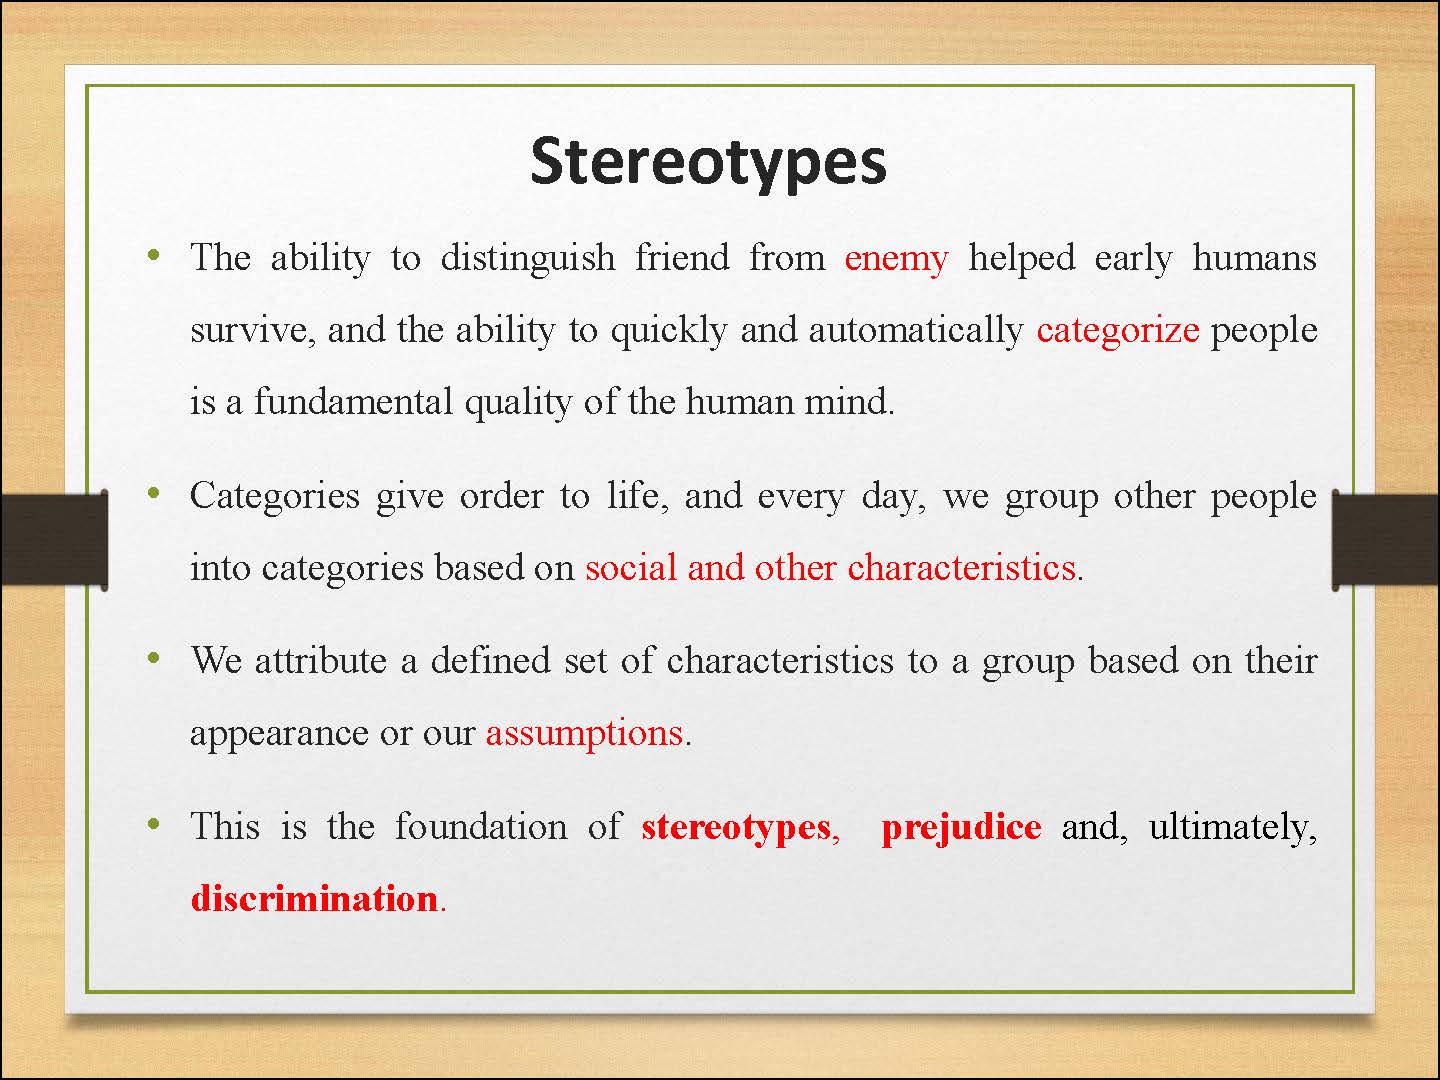 Stereotypes
• The ability to distinguish friend from enemy helped early humans
survive, and the ability to quickly and automatically categorize people
is a fundamental quality of the human mind.
• Categories give order to life, and every day, we group other people
into categories based on social and other characteristics.
• We attribute a defined set of characteristics to a group based on their
appearance or our assumptions.
• This is the foundation of stereotypes, prejudice and, ultimately,
discrimination.